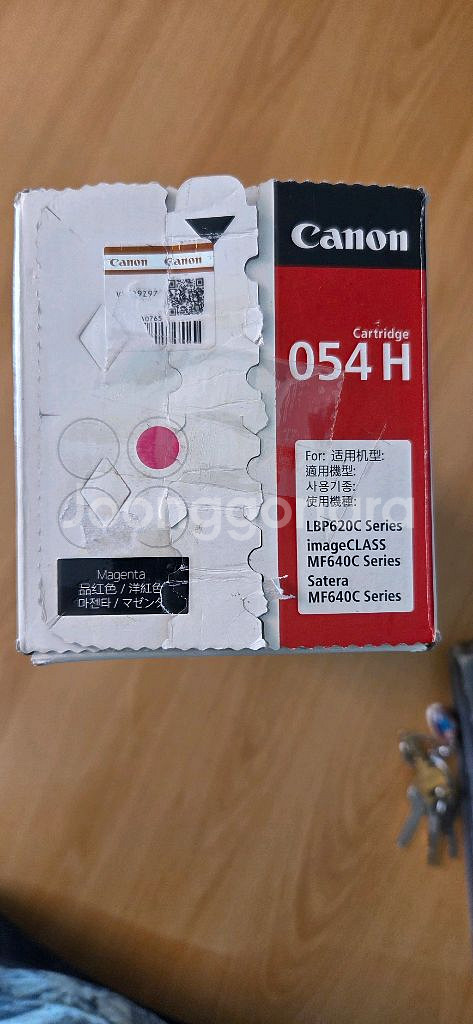 Canon
Canon Canon
Cartridge
054 H
For: 适用机型:
適用機型:
사용기종:
使用機種:
LBP620C Series
imageCLASS
MF640C Series
Satera
MF640C Series
Joonggonara
Magenta
品红色 / 洋紅色
마젠타 / マゼンタ